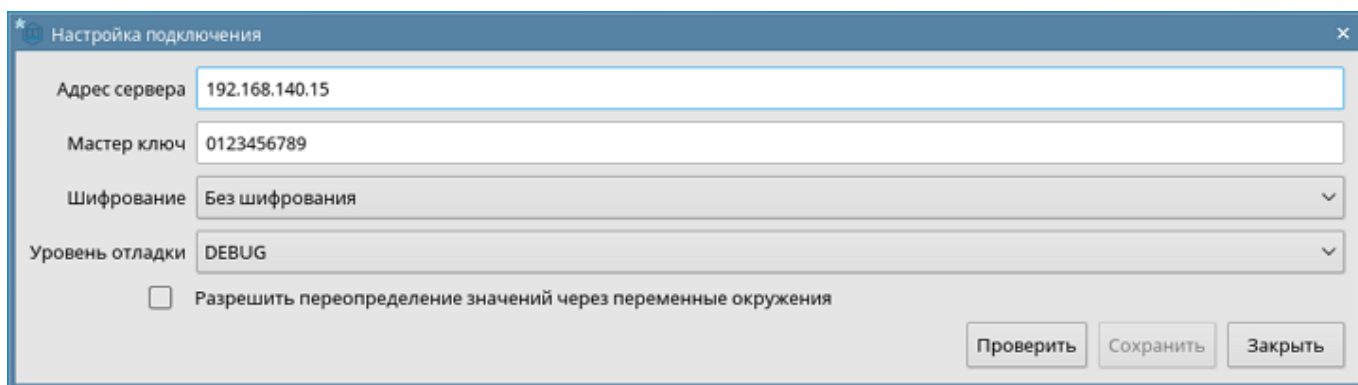 Настройка подключения
Адрес сервера 192.168.140.15
Мастер ключ 0123456789
Шифрование Без шифрования
Уровень отладки DEBUG
Разрешить переопределение значений через переменные окружения
Проверить Сохранить Закрыть